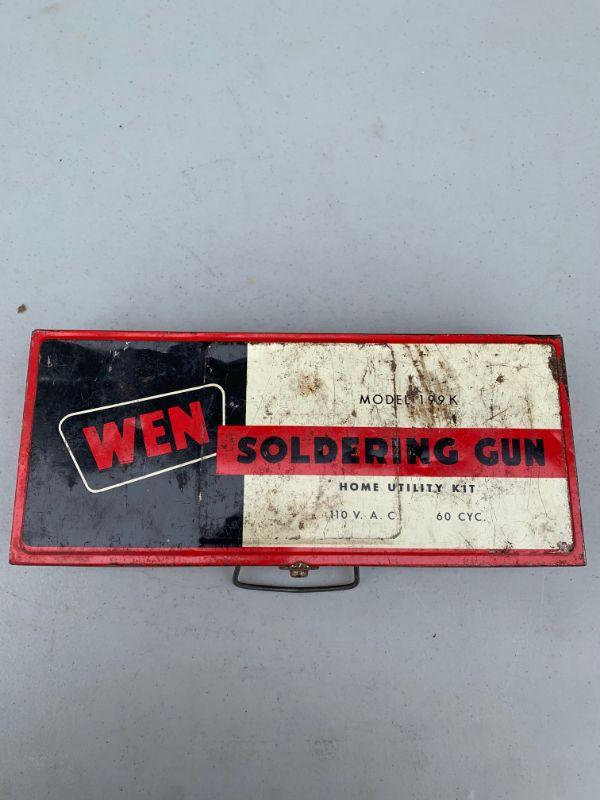 WEN
MODEL 199K
SOLDERING GUN
HOME UTILITY KIT
110 V. A. C. 60 CYC.